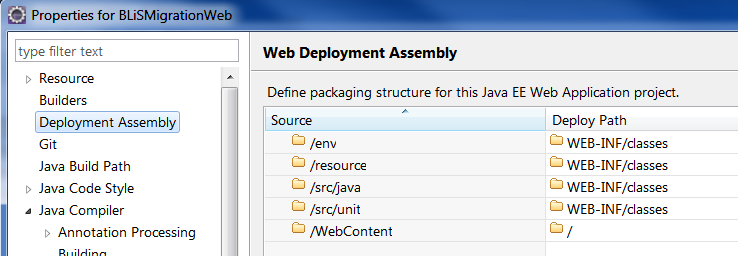 Properties for BLiSMigrationWeb
type filter text
Resource
Builders
Deployment Assembly
Git
Java Build Path
Java Code Style
Java Compiler
Annotation Processing
Building
Web Deployment Assembly
Define packaging structure for this Java EE Web Application project.
Source Deploy Path
/env WEB-INF/classes
/resource WEB-INF/classes
/src/java WEB-INF/classes
/src/unit WEB-INF/classes
/WebContent /